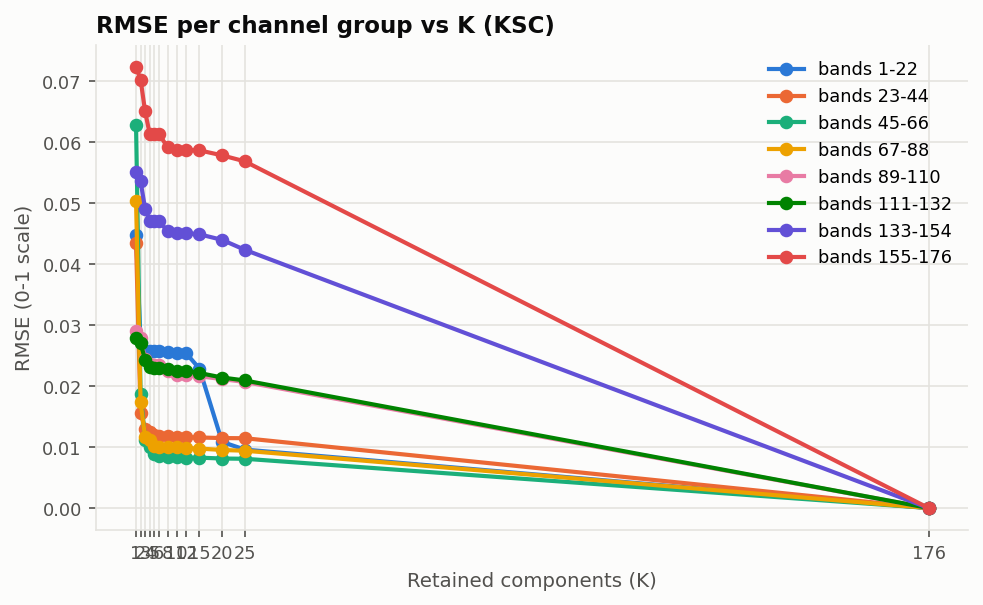 RMSE per channel group vs K (KSC)
0.07
0.06
0.05
0.04
0.03
0.02
0.01
0.00
RMSE (0-1 scale)
bands 1-22
bands 23-44
bands 45-66
bands 67-88
bands 89-110
bands 111-132
bands 133-154
bands 155-176
15 20 25 176
Retained components (K)